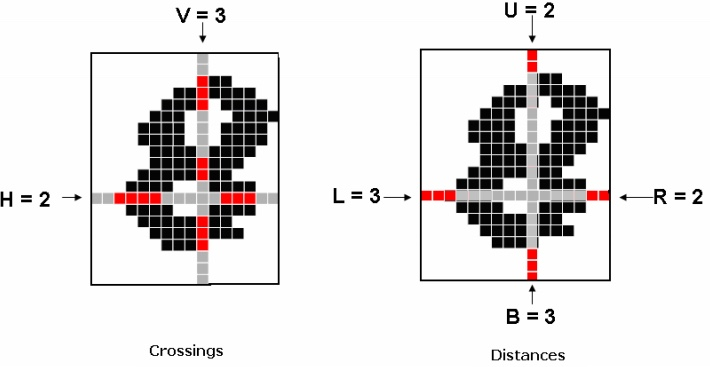 V = 3
H = 2
Crossings
U = 2
L = 3
R = 2
B = 3
Distances